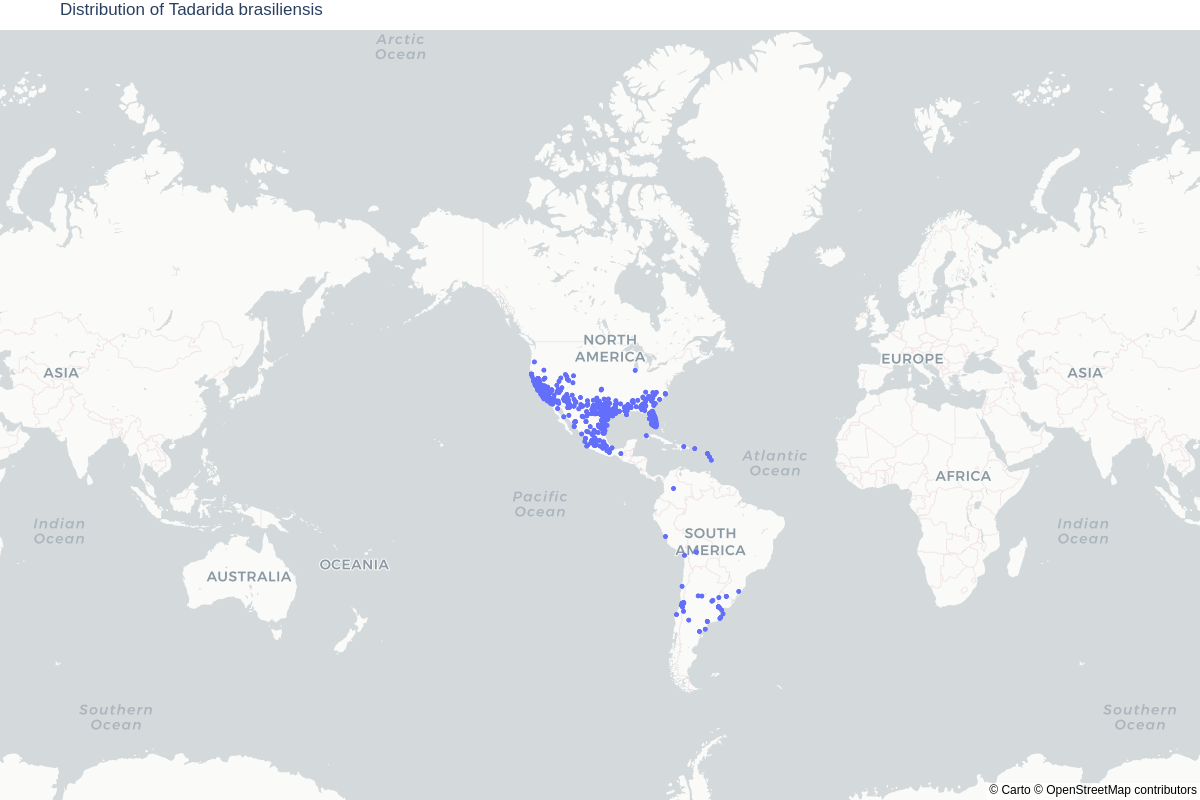 Distribution of Tadarida brasiliensis
Arctic
Ocean
NORTH
AMERICA
EUROPE
ASIA
ASIA
Atlantic
Ocean
AFRICA
Pacific
Ocean
Indian
Ocean
SOUTH
AMERICA
Indian
Ocean
OCEANIA
AUSTRALIA
Southern
Ocean
Southern
Ocean
© Carto © OpenStreetMap contributors